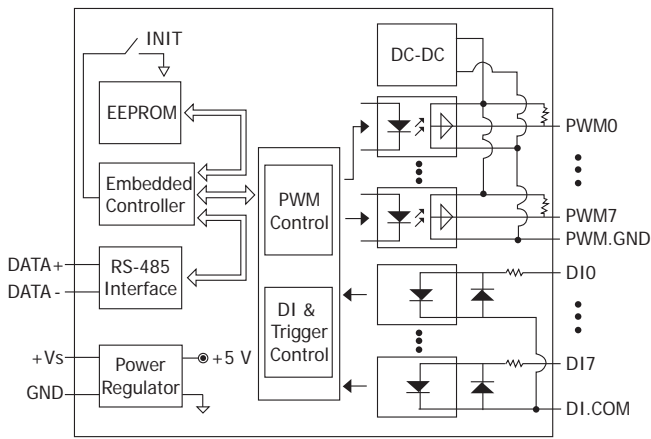 INIT
DC-DC
EEPROM
PWM0
Embedded
Controller
PWM
Control
PWM7
PWM.GND
DATA+
DATA-
RS-485
Interface
DI0
DI &
Trigger
Control
+Vs
GND
Power
Regulator
+5 V
DI7
DI.COM